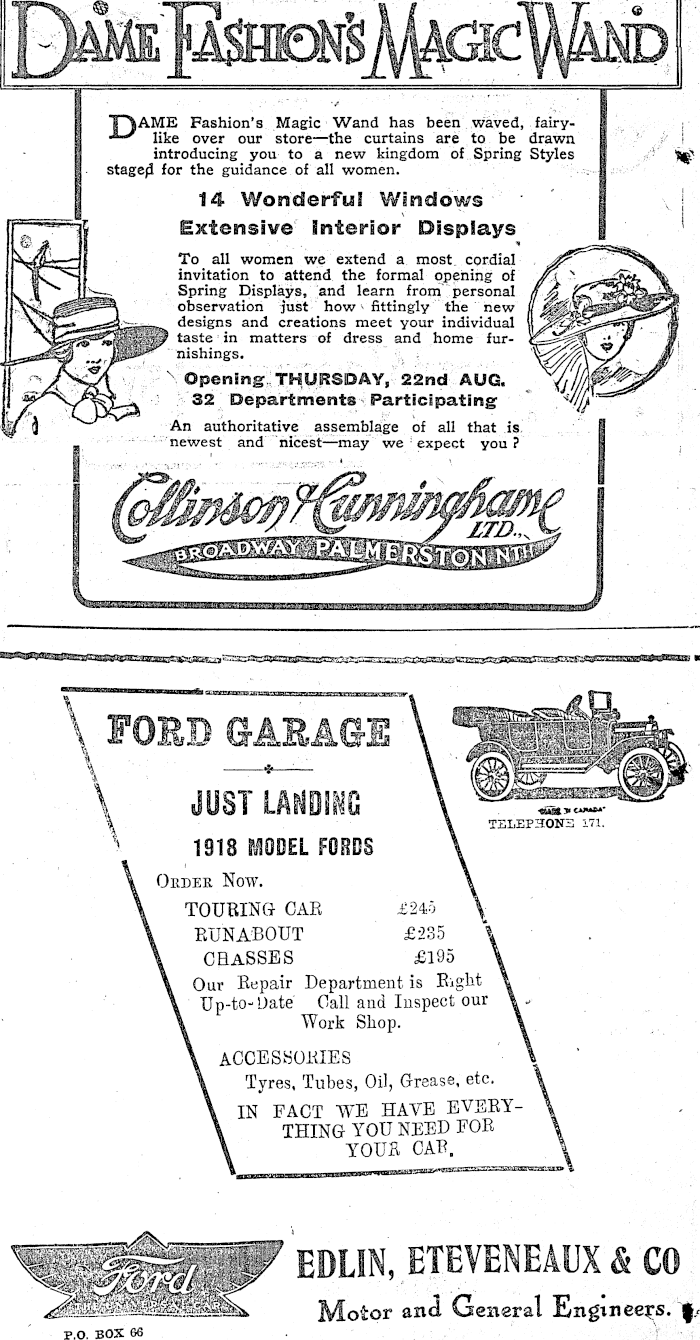 DAME FASHION'S MAGIC WAND
DAME Fashion's Magic Wand has been waved, fairy-
like over our store—the curtains are to be drawn
introducing you to a new kingdom of Spring Styles
staged for the guidance of all women.
14 Wonderful Windows
Extensive Interior Displays
To all women we extend a most cordial
invitation to attend the formal opening of
Spring Displays, and learn from personal
observation just how fittingly the new
designs and creations meet your individual
taste in matters of dress and home fur-
nishings.
Opening THURSDAY, 22nd AUG.
32 Departments Participating
An authoritative assemblage of all that is
newest and nicest—may we expect you?
Collinson & Cunninghame
LTD.,
BROADWAY PALMERSTON NTH
FORD GARAGE
JUST LANDING
1918 MODEL FORDS
"MADE IN CANADA"
TELEPHONE 171.
ORDER NOW.
TOURING CAR £245
RUNABOUT £235
CHASSES £195
Our Repair Department is Right
Up-to-Date Call and Inspect our
Work Shop.
ACCESSORIES
Tyres, Tubes, Oil, Grease, etc.
IN FACT WE HAVE EVERY-
THING YOU NEED FOR
YOUR CAR.
Ford
EDLIN, ETEVENEAUX & CO
Motor and General Engineers.
P.O. BOX 66